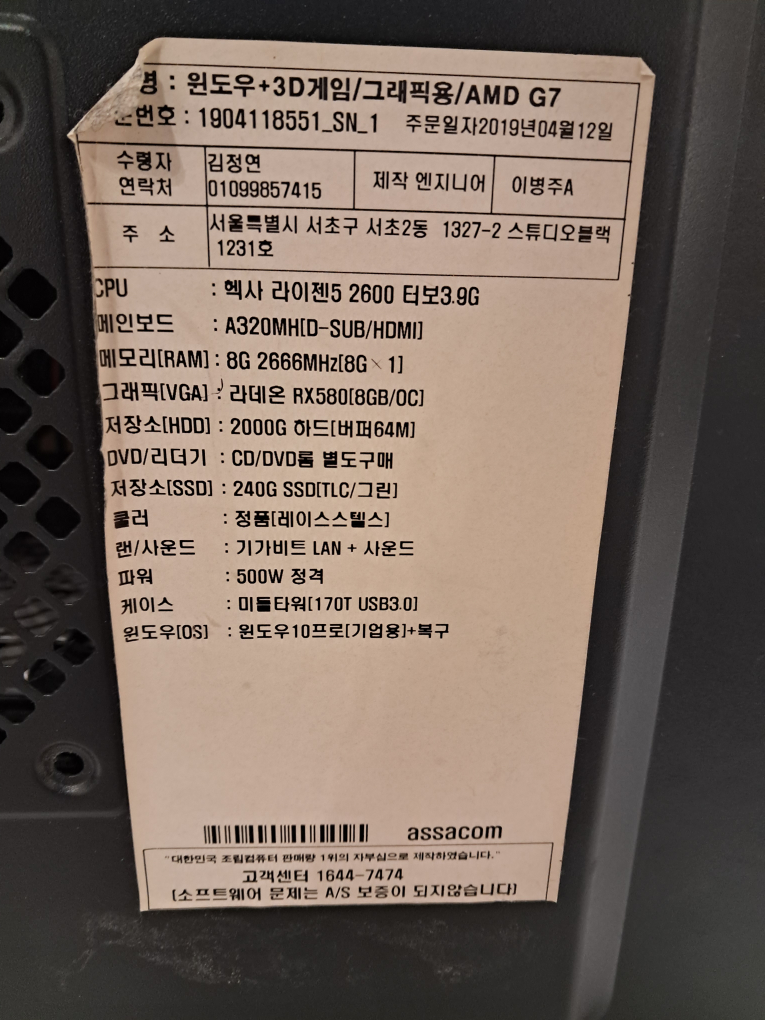 명 : 윈도우+3D게임/그래픽용/AMD G7
번호 : 1904118551_SN_1 주문일자2019년04월12일
수령자 연락처 김정연 01099857415 제작 엔지니어 이병주A
주 소 서울특별시 서초구 서초2동 1327-2 스튜디오블랙
1231호
CPU : 헥사 라이젠5 2600 터보3.9G
메인보드 : A320MH[D-SUB/HDMI]
메모리[RAM] : 8G 2666MHz[8G×1]
그래픽[VGA] : 라데온 RX580[8GB/OC]
저장소[HDD] : 2000G 하드[버퍼64M]
DVD/리더기 : CD/DVD롬 별도구매
저장소[SSD] : 240G SSD[TLC/그린]
쿨러 : 정품[레이스스텔스]
랜/사운드 : 기가비트 LAN + 사운드
파워 : 500W 정격
케이스 : 미들타워[170T USB3.0]
윈도우[OS] : 윈도우10프로[기업용]+복구
assacom
"대한민국 조립컴퓨터 판매량 1위의 자부심으로 제작하였습니다."
고객센터 1644-7474
[소프트웨어 문제는 A/S 보증이 되지않습니다]